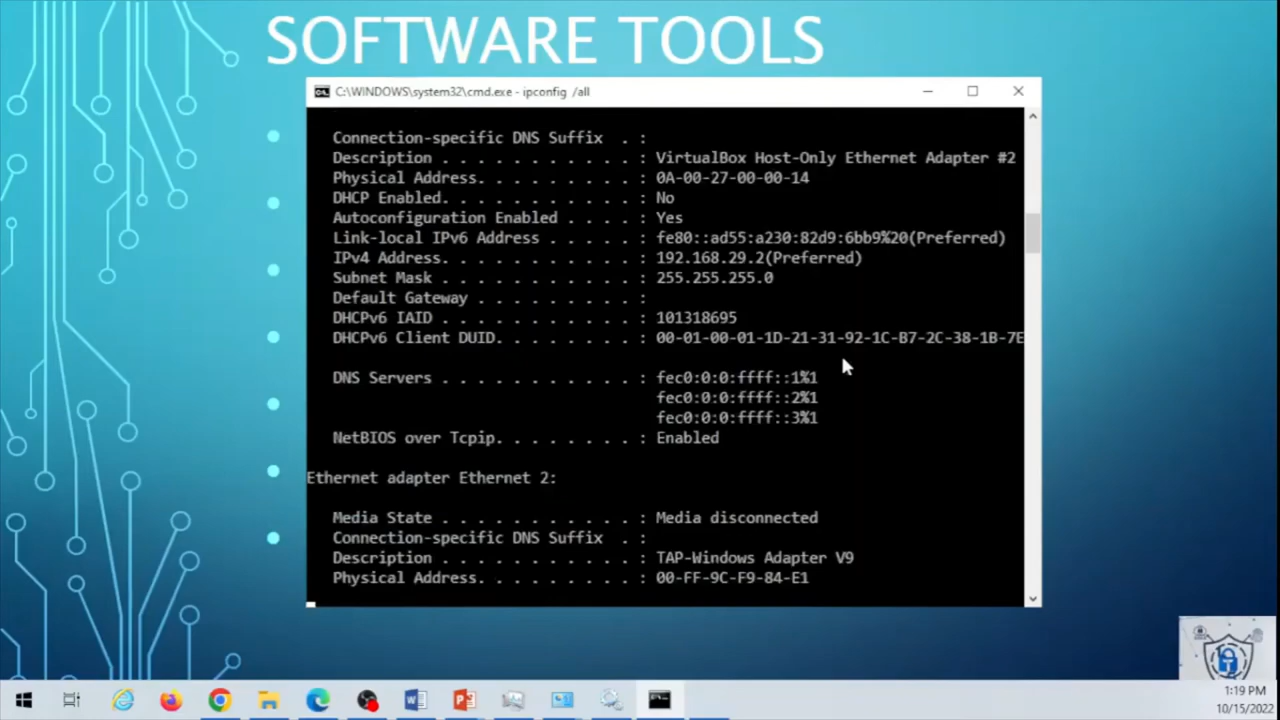 SOFTWARE TOOLS
C:\WINDOWS\system32\cmd.exe - ipconfig /all
Connection-specific DNS Suffix . :
Description . . . . . . . . . . . : VirtualBox Host-Only Ethernet Adapter #2
Physical Address. . . . . . . . . : 0A-00-27-00-00-14
DHCP Enabled. . . . . . . . . . . : No
Autoconfiguration Enabled . . . . : Yes
Link-local IPv6 Address . . . . . : fe80::ad55:a230:82d9:6bb9%20(Preferred)
IPv4 Address. . . . . . . . . . . : 192.168.29.2(Preferred)
Subnet Mask . . . . . . . . . . . : 255.255.255.0
Default Gateway . . . . . . . . . :
DHCPv6 IAID . . . . . . . . . . . : 101318695
DHCPv6 Client DUID. . . . . . . . : 00-01-00-01-1D-21-31-92-1C-B7-2C-38-1B-7E
DNS Servers . . . . . . . . . . . : fec0:0:0:ffff::1%1
fec0:0:0:ffff::2%1
fec0:0:0:ffff::3%1
NetBIOS over Tcpip. . . . . . . . : Enabled
Ethernet adapter Ethernet 2:
Media State . . . . . . . . . . . : Media disconnected
Connection-specific DNS Suffix . :
Description . . . . . . . . . . . : TAP-Windows Adapter V9
Physical Address. . . . . . . . . : 00-FF-9C-F9-84-E1
1:19 PM
10/15/2022